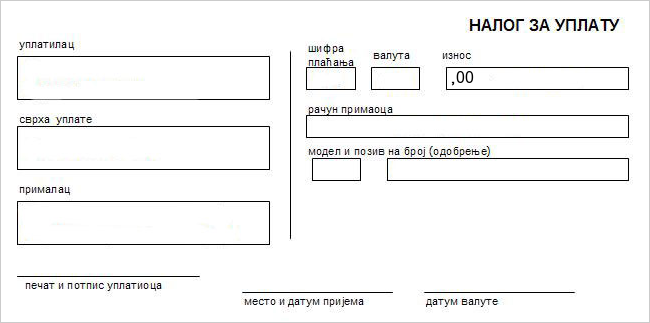 НАЛОГ ЗА УПЛАТУ
уплатилац
сврха уплате
прималац
печат и потпис уплатиоца
шифра
плаћања
валута
износ
,00
рачун примаоца
модел и позив на број (одобрење)
место и датум пријема
датум валуте